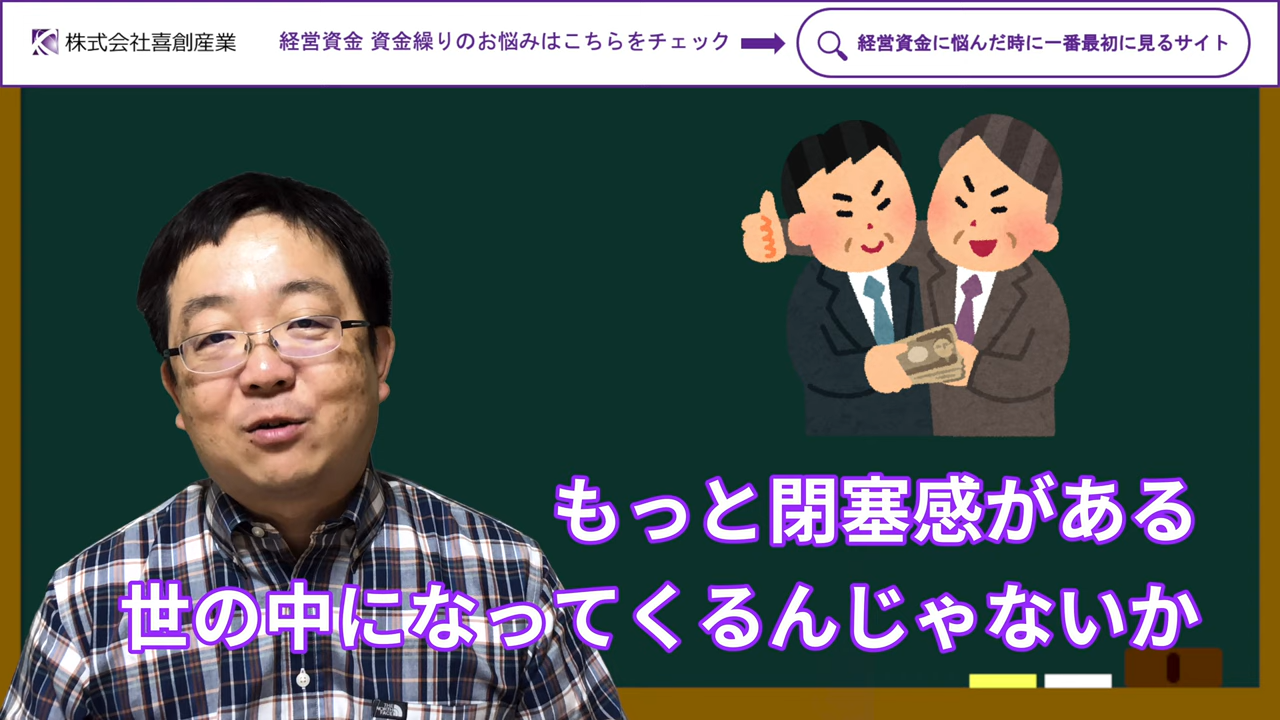 株式会社喜創産業
経営資金 資金繰りのお悩みはこちらをチェック
経営資金に悩んだ時に一番最初に見るサイト
もっと閉塞感がある
世の中になってくるんじゃないか
THE
NORTH
FACE